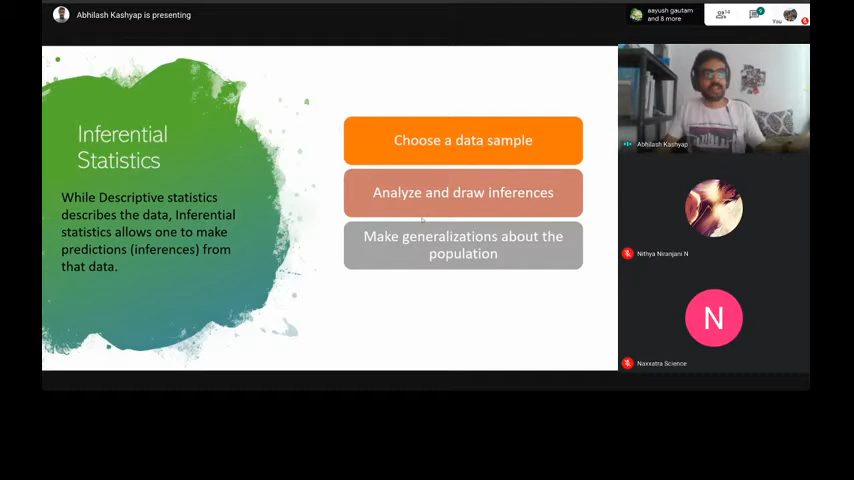 Abhilash Kashyap is presenting
aayush gautam
and 8 more
14
9
You
Inferential
Statistics
While Descriptive statistics
describes the data, Inferential
statistics allows one to make
predictions (inferences) from
that data.
Choose a data sample
Analyze and draw inferences
Make generalizations about the
population
Abhilash Kashyap
Nithya Niranjani N
N
Naxxatra Science